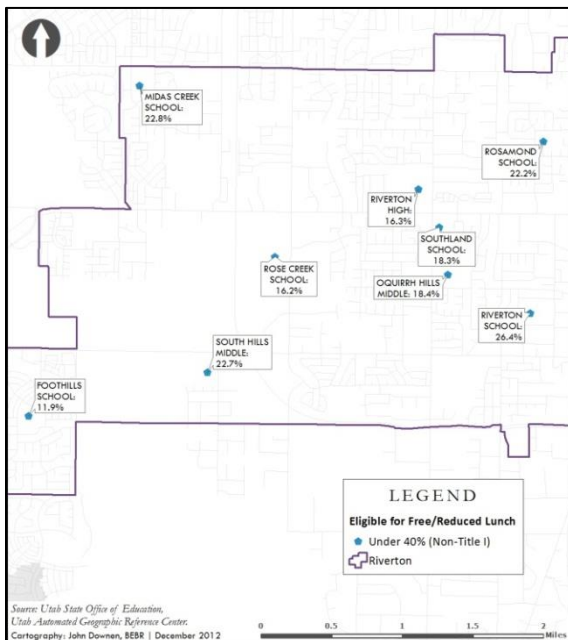 MIDAS CREEK
SCHOOL:
22.8%
ROSAMOND
SCHOOL:
22.2%
RIVERTON
HIGH:
16.3%
SOUTHLAND
SCHOOL:
18.3%
ROSE CREEK
SCHOOL:
16.2%
OQUIRRH HILLS
MIDDLE: 18.4%
RIVERTON
SCHOOL:
26.4%
SOUTH HILLS
MIDDLE:
22.7%
FOOTHILLS
SCHOOL:
11.9%
LEGEND
Eligible for Free/Reduced Lunch
Under 40% (Non-Title I)
Riverton
Source: Utah State Office of Education,
Utah Automated Geographic Reference Center.
Cartography: John Downen, BEBR | December 2012
0 0.5 1 1.5 2
Miles